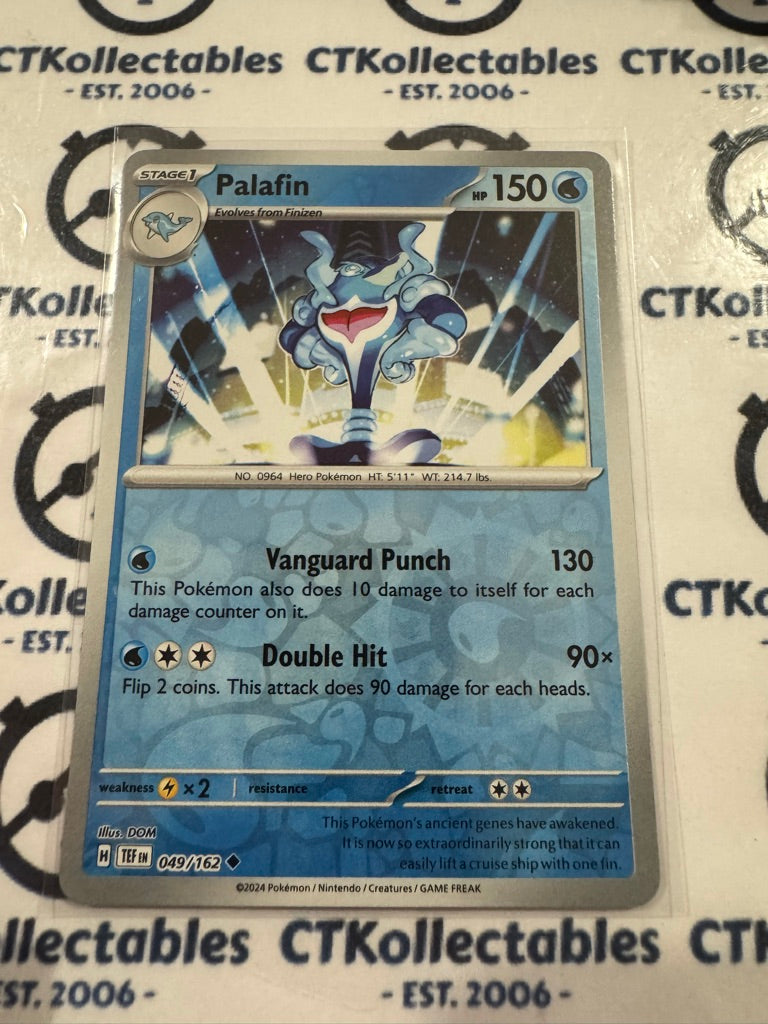 CTKollectables CTKollectables CTKollectables
- EST. 2006 - - EST. 2006 - - EST.
STAGE 1 Palafin HP 150
Evolves from Finizen
NO. 0964 Hero Pokémon HT: 5'11" WT: 214.7 lbs.
Vanguard Punch 130
This Pokémon also does 10 damage to itself for each
damage counter on it.
Double Hit 90×
Flip 2 coins. This attack does 90 damage for each heads.
weakness ×2 resistance retreat
Illus. DOM
H TEF EN 049/162
This Pokémon's ancient genes have awakened.
It is now so extraordinarily strong that it can
easily lift a cruise ship with one fin.
©2024 Pokémon / Nintendo / Creatures / GAME FREAK
llectables CTKollectables CT
EST. 2006 - - EST. 2006 -